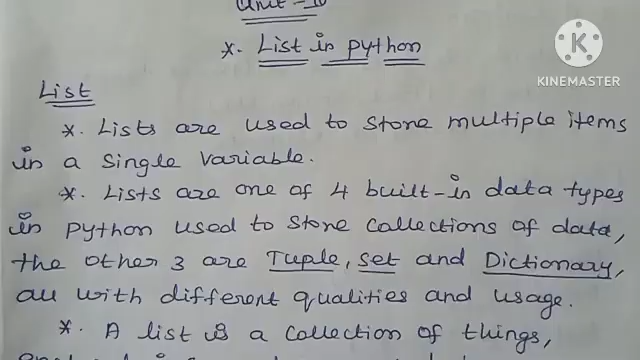 Unit-IV
*. List in python
K
KINEMASTER
List
*. Lists are used to store multiple items
in a single variable.
*. Lists are one of 4 built-in data types
in python used to store collections of data,
the other 3 are Tuple, set and Dictionary,
all with different qualities and usage.
*. A list is a collection of things,